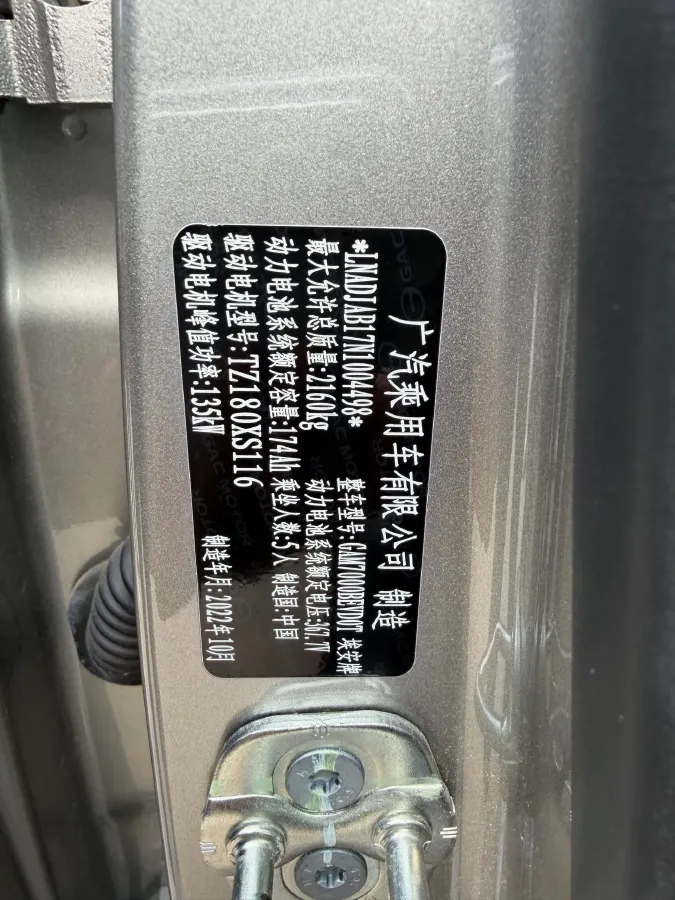 广汽乘用车有限公司 制造
*LNADJAB17N1004498* 整车型号:GAM7000BEVD0T 埃安牌
最大允许总质量:2160kg 动力电池系统额定电压:367.7V
动力电池系统额定容量:174Ah 乘坐人数:5人 制造国:中国
驱动电机型号:TZ180XS116
驱动电机峰值功率:135kW 制造年月:2022年10月
GAC MOTOR